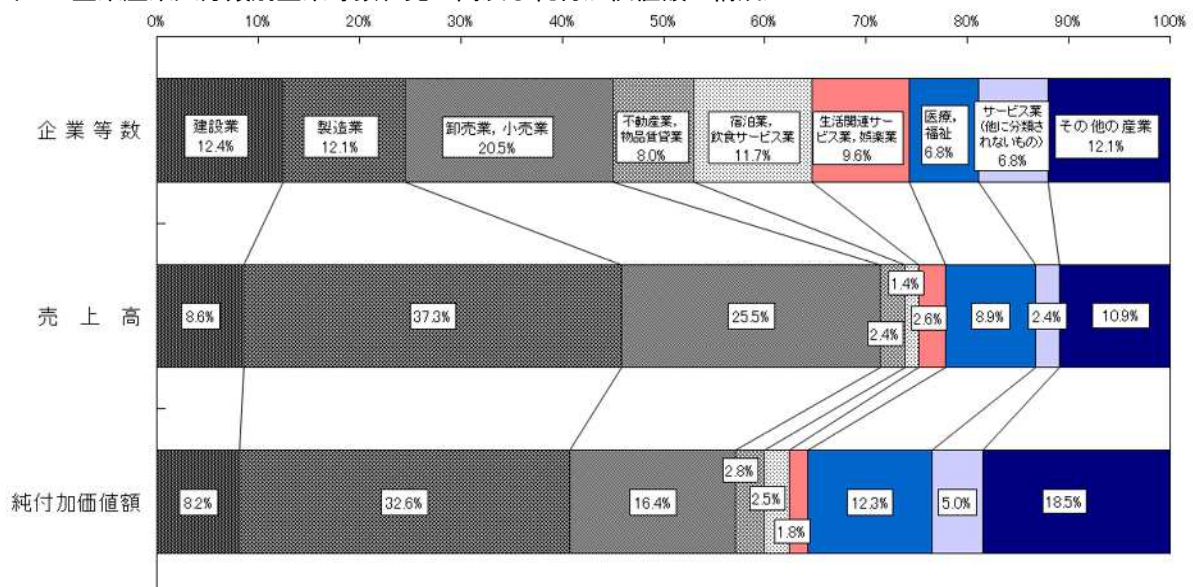 0% 10% 20% 30% 40% 50% 60% 70% 80% 90% 100%
企業等数
建設業
12.4%
製造業
12.1%
卸売業，小売業
20.5%
不動産業，
物品賃貸業
8.0%
宿泊業，
飲食サービス業
11.7%
生活関連サー
ビス業，娯楽業
9.6%
医療，
福祉
6.8%
サービス業
（他に分類さ
れないもの）
6.8%
その他の産業
12.1%
売上高
8.6%
37.3%
25.5%
2.4%
1.4%
2.6%
8.9%
2.4%
10.9%
純付加価値額
8.2%
32.6%
16.4%
2.8%
2.5%
1.8%
12.3%
5.0%
18.5%